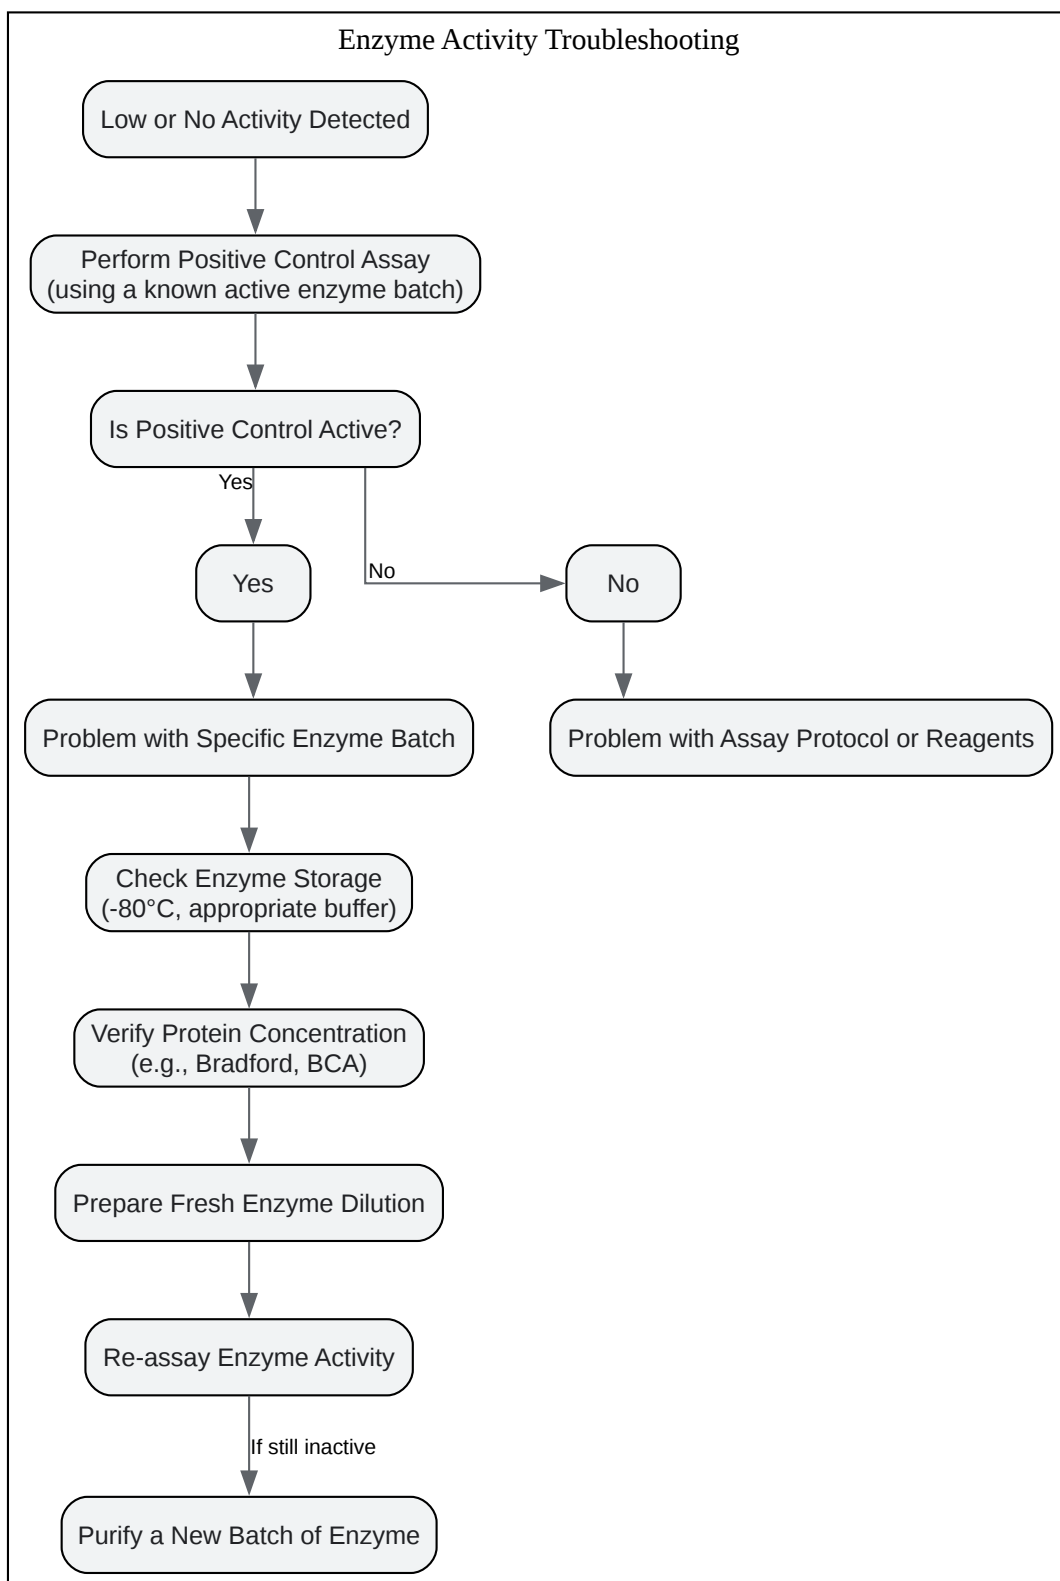 Enzyme Activity Troubleshooting
Low or No Activity Detected
Perform Positive Control Assay
(using a known active enzyme batch)
Is Positive Control Active?
Yes
No
Yes
No
Problem with Specific Enzyme Batch
Problem with Assay Protocol or Reagents
Check Enzyme Storage
(-80°C, appropriate buffer)
Verify Protein Concentration
(e.g., Bradford, BCA)
Prepare Fresh Enzyme Dilution
Re-assay Enzyme Activity
If still inactive
Purify a New Batch of Enzyme